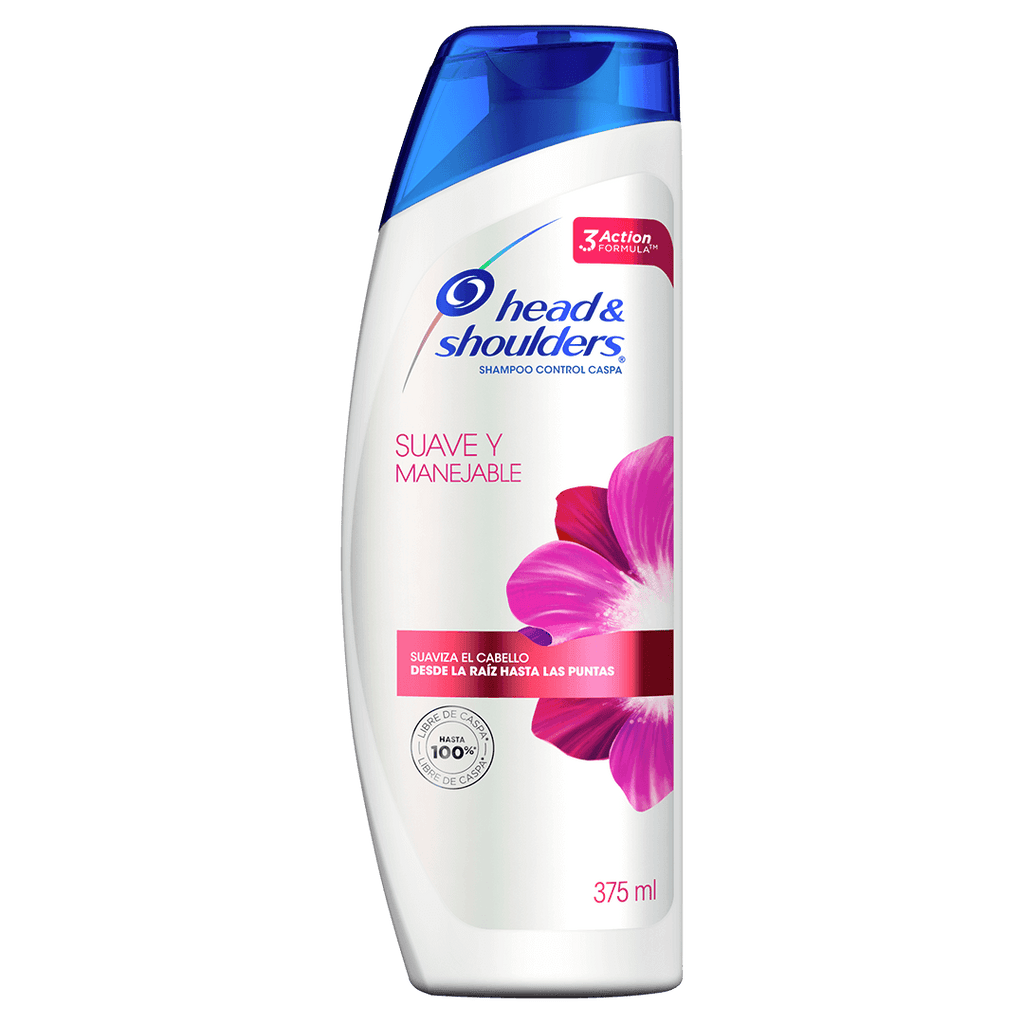 3 Action
FORMULA™
head &
shoulders®
SHAMPOO CONTROL CASPA
SUAVE Y
MANEJABLE
SUAVIZA EL CABELLO
DESDE LA RAÍZ HASTA LAS PUNTAS
LIBRE DE CASPA*
HASTA
100%*
LIBRE DE CASPA*
375 ml